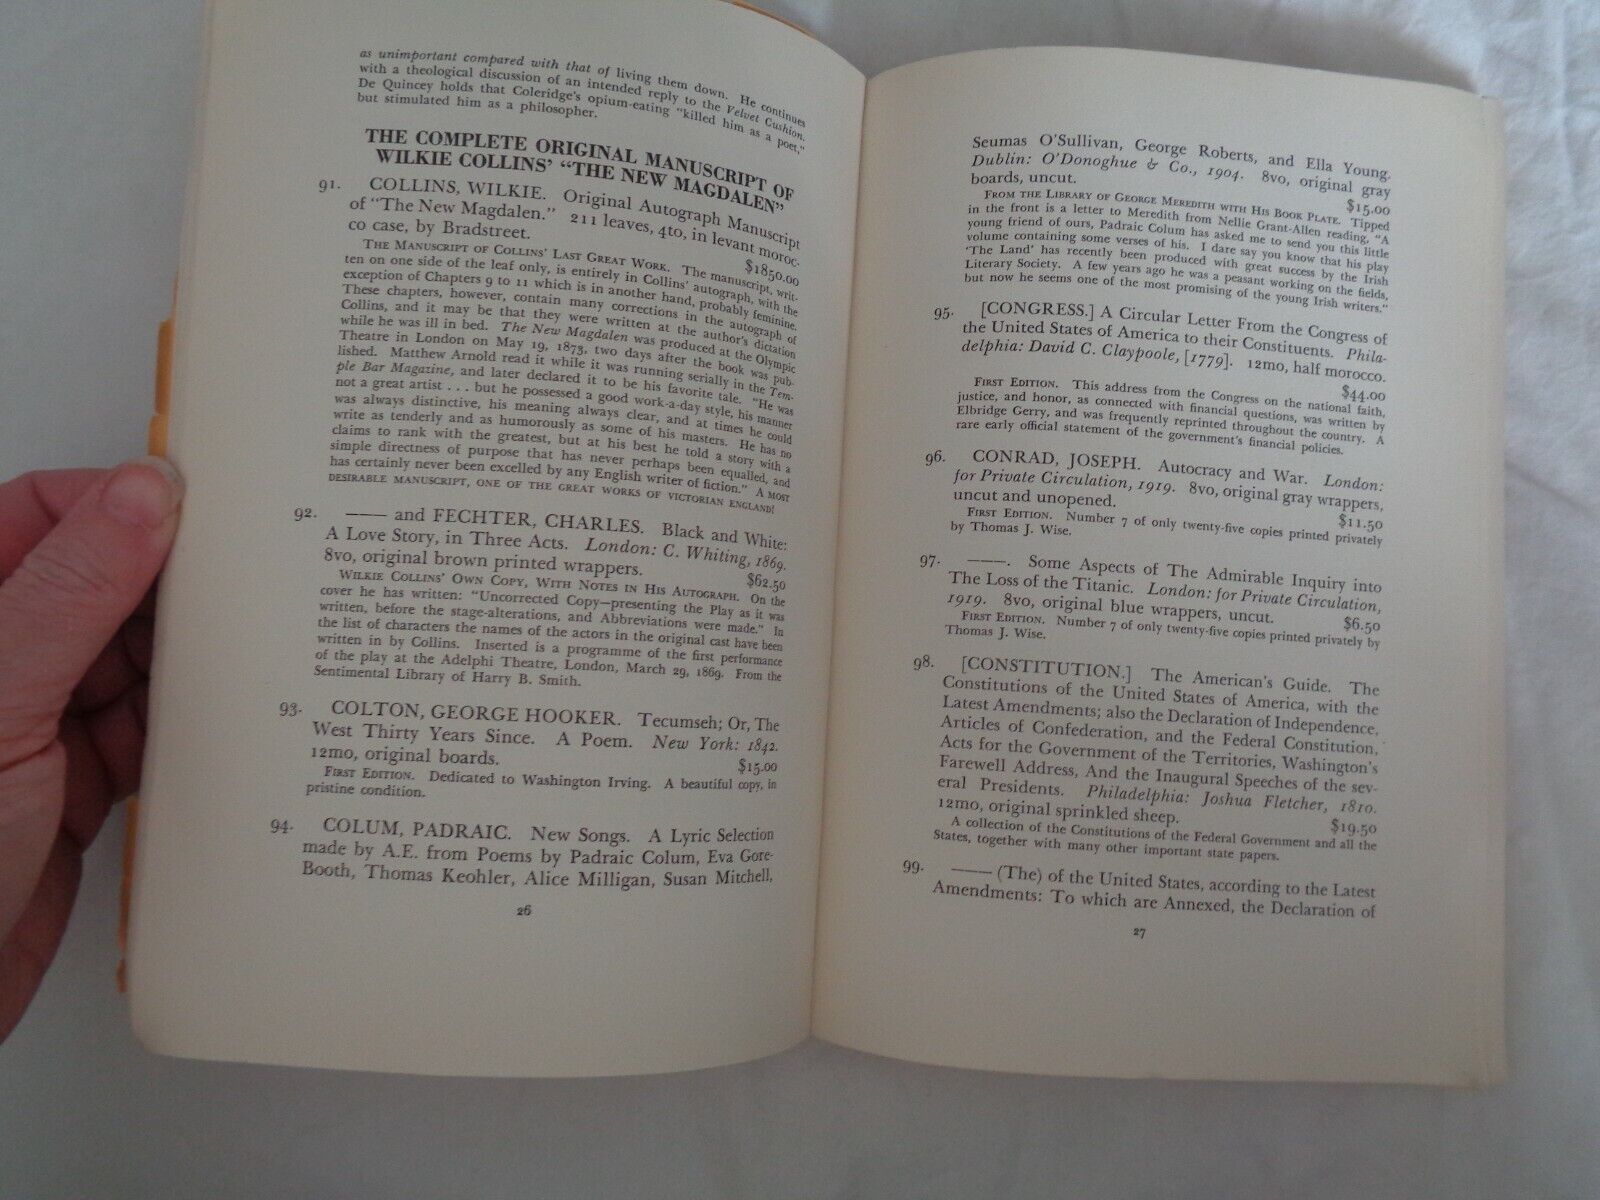 as unimportant compared with that of living them down. He continues
with a theological discussion of an intended reply to the Velvet Cushion.
De Quincey holds that Coleridge's opium-eating "killed him as a poet,"
but stimulated him as a philosopher.
THE COMPLETE ORIGINAL MANUSCRIPT OF
WILKIE COLLINS' "THE NEW MAGDALEN"
91. COLLINS, WILKIE. Original Autograph Manuscript
of "The New Magdalen." 211 leaves, 4to, in levant moroc-
co case, by Bradstreet. $1850.00
THE MANUSCRIPT OF COLLINS' LAST GREAT WORK. The manuscript, writ-
ten on one side of the leaf only, is entirely in Collins' autograph, with the
exception of Chapters 9 to 11 which is in another hand, probably feminine.
These chapters, however, contain many corrections in the autograph of
Collins, and it may be that they were written at the author's dictation
while he was ill in bed. The New Magdalen was produced at the Olympic
Theatre in London on May 19, 1873, two days after the book was pub-
lished. Matthew Arnold read it while it was running serially in the Tem-
ple Bar Magazine, and later declared it to be his favorite tale. "He was
not a great artist . . . but he possessed a good work-a-day style, his manner
was always distinctive, his meaning always clear, and at times he could
write as tenderly and as humorously as some of his masters. He has no
claims to rank with the greatest, but at his best he told a story with a
simple directness of purpose that has never perhaps been equalled, and
has certainly never been excelled by any English writer of fiction." A MOST
DESIRABLE MANUSCRIPT, ONE OF THE GREAT WORKS OF VICTORIAN ENGLAND!
92. ——— and FECHTER, CHARLES. Black and White:
A Love Story, in Three Acts. London: C. Whiting, 1869.
8vo, original brown printed wrappers. $62.50
WILKIE COLLINS' OWN COPY, WITH NOTES IN HIS AUTOGRAPH. On the
cover he has written: "Uncorrected Copy—presenting the Play as it was
written, before the stage-alterations, and Abbreviations were made." In
the list of characters the names of the actors in the original cast have been
written in by Collins. Inserted is a programme of the first performance
of the play at the Adelphi Theatre, London, March 29, 1869. From the
Sentimental Library of Harry B. Smith.
93. COLTON, GEORGE HOOKER. Tecumseh; Or, The
West Thirty Years Since. A Poem. New York: 1842.
12mo, original boards. $15.00
FIRST EDITION. Dedicated to Washington Irving. A beautiful copy, in
pristine condition.
94. COLUM, PADRAIC. New Songs. A Lyric Selection
made by A.E. from Poems by Padraic Colum, Eva Gore-
Booth, Thomas Keohler, Alice Milligan, Susan Mitchell,
26
Seumas O'Sullivan, George Roberts, and Ella Young.
Dublin: O'Donoghue & Co., 1904. 8vo, original gray
boards, uncut. $15.00
FROM THE LIBRARY OF GEORGE MEREDITH WITH HIS BOOK PLATE. Tipped
in the front is a letter to Meredith from Nellie Grant-Allen reading, "A
young friend of ours, Padraic Colum has asked me to send you this little
volume containing some verses of his. I dare say you know that his play
'The Land' has recently been produced with great success by the Irish
Literary Society. A few years ago he was a peasant working on the fields,
but now he seems one of the most promising of the young Irish writers."
95. [CONGRESS.] A Circular Letter From the Congress of
the United States of America to their Constituents. Phila-
delphia: David C. Claypoole, [1779]. 12mo, half morocco.
$44.00
FIRST EDITION. This address from the Congress on the national faith,
justice, and honor, as connected with financial questions, was written by
Elbridge Gerry, and was frequently reprinted throughout the country. A
rare early official statement of the government's financial policies.
96. CONRAD, JOSEPH. Autocracy and War. London:
for Private Circulation, 1919. 8vo, original gray wrappers,
uncut and unopened. $11.50
FIRST EDITION. Number 7 of only twenty-five copies printed privately
by Thomas J. Wise.
97. ———. Some Aspects of The Admirable Inquiry into
The Loss of the Titanic. London: for Private Circulation,
1919. 8vo, original blue wrappers, uncut. $6.50
FIRST EDITION. Number 7 of only twenty-five copies printed privately by
Thomas J. Wise.
98. [CONSTITUTION.] The American's Guide. The
Constitutions of the United States of America, with the
Latest Amendments; also the Declaration of Independence,
Articles of Confederation, and the Federal Constitution,
Acts for the Government of the Territories, Washington's
Farewell Address, And the Inaugural Speeches of the sev-
eral Presidents. Philadelphia: Joshua Fletcher, 1810.
12mo, original sprinkled sheep. $19.50
A collection of the Constitutions of the Federal Government and all the
States, together with many other important state papers.
99. ——— (The) of the United States, according to the Latest
Amendments: To which are Annexed, the Declaration of
27